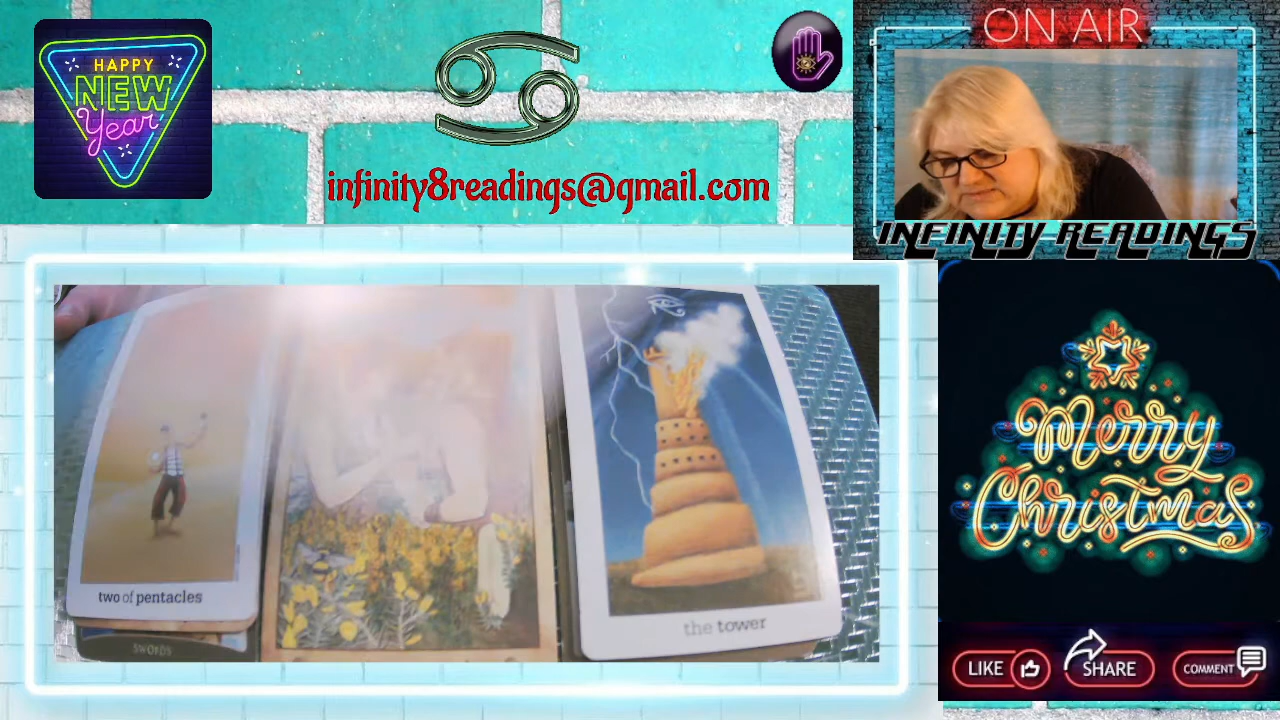 HAPPY
NEW
Year
infinity8readings@gmail.com
ON AIR
INFINITY READINGS
two of pentacles
SWORDS
the tower
Merry
Christmas
LIKE
SHARE
COMMENT